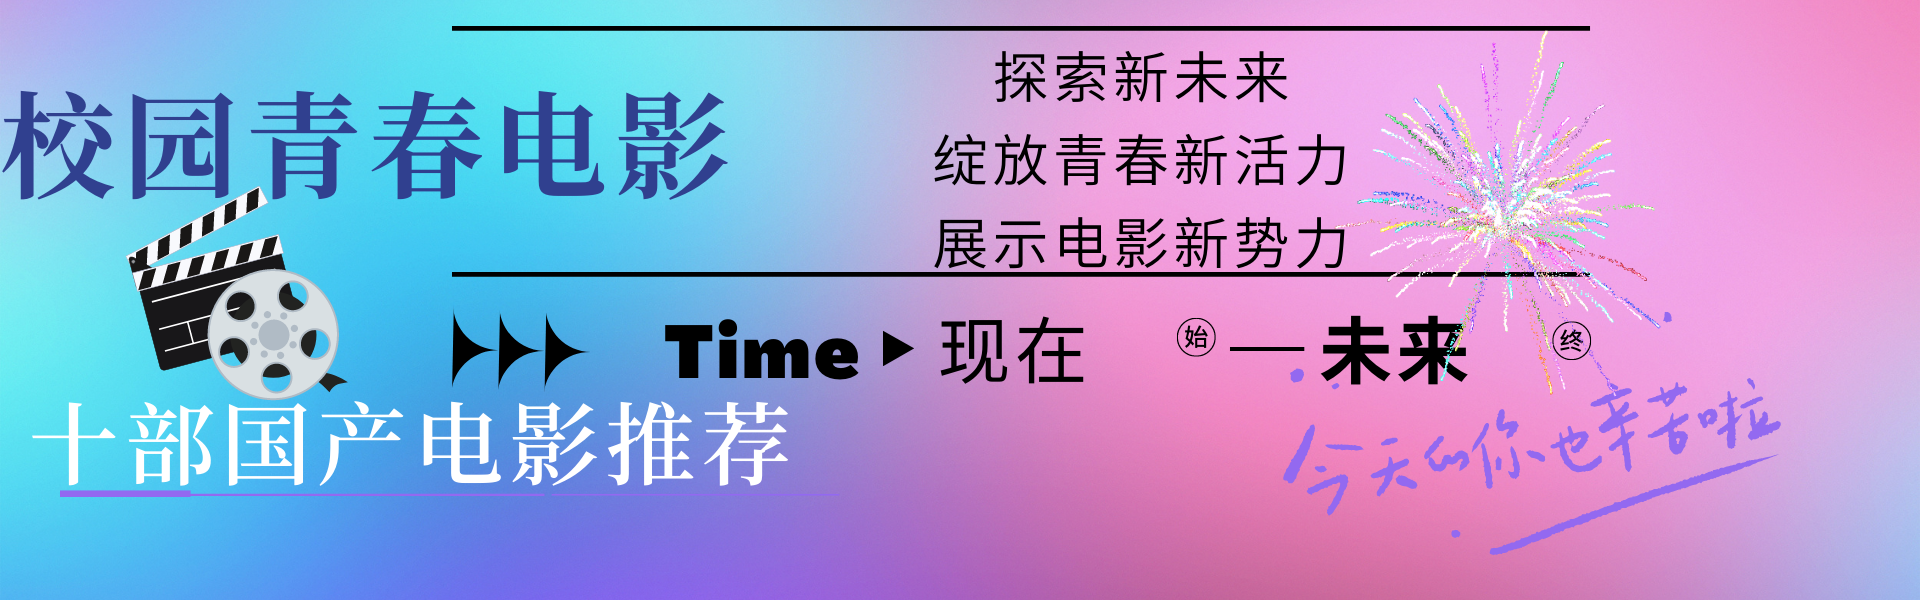 校园青春电影
探索新未来
绽放青春新活力
展示电影新势力
Time 现在 始 — 未来 终
十部国产电影推荐
今天的你也辛苦啦